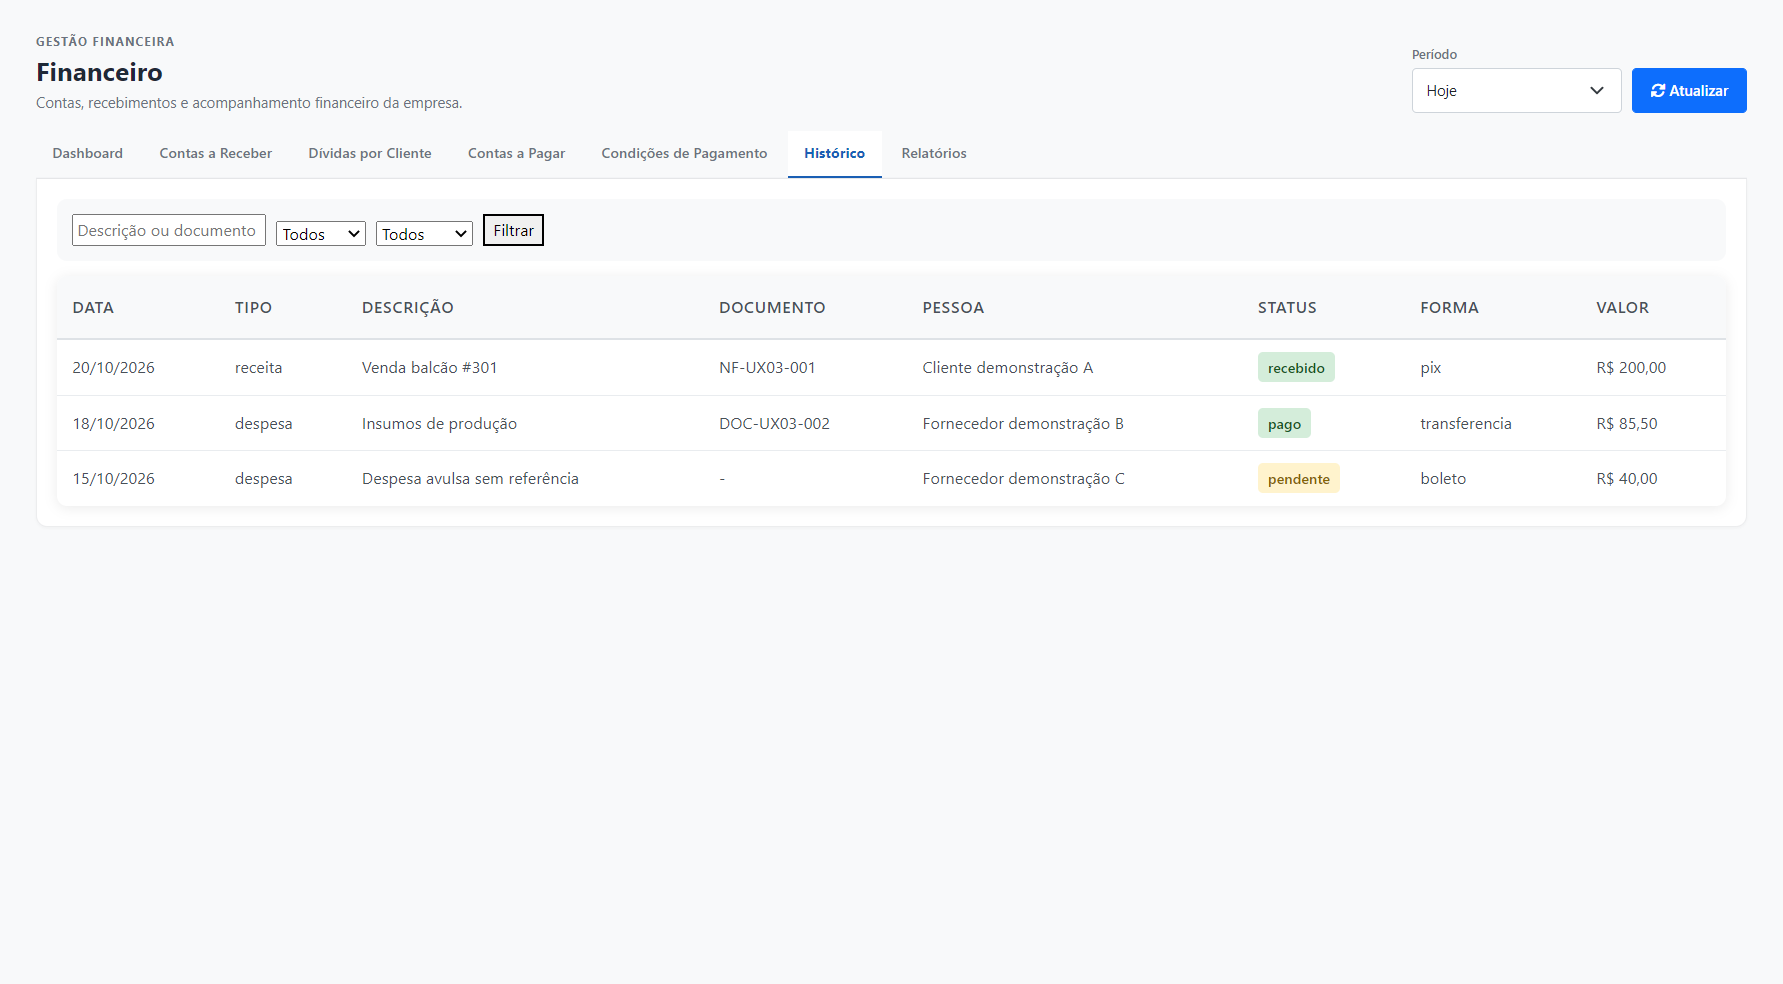 GESTÃO FINANCEIRA
Financeiro
Contas, recebimentos e acompanhamento financeiro da empresa.
Período
Hoje
Atualizar
Dashboard Contas a Receber Dívidas por Cliente Contas a Pagar Condições de Pagamento Histórico Relatórios
Descrição ou documento Todos Todos Filtrar
DATA TIPO DESCRIÇÃO DOCUMENTO PESSOA STATUS FORMA VALOR
20/10/2026 receita Venda balcão #301 NF-UX03-001 Cliente demonstração A recebido pix R$ 200,00
18/10/2026 despesa Insumos de produção DOC-UX03-002 Fornecedor demonstração B pago transferencia R$ 85,50
15/10/2026 despesa Despesa avulsa sem referência - Fornecedor demonstração C pendente boleto R$ 40,00